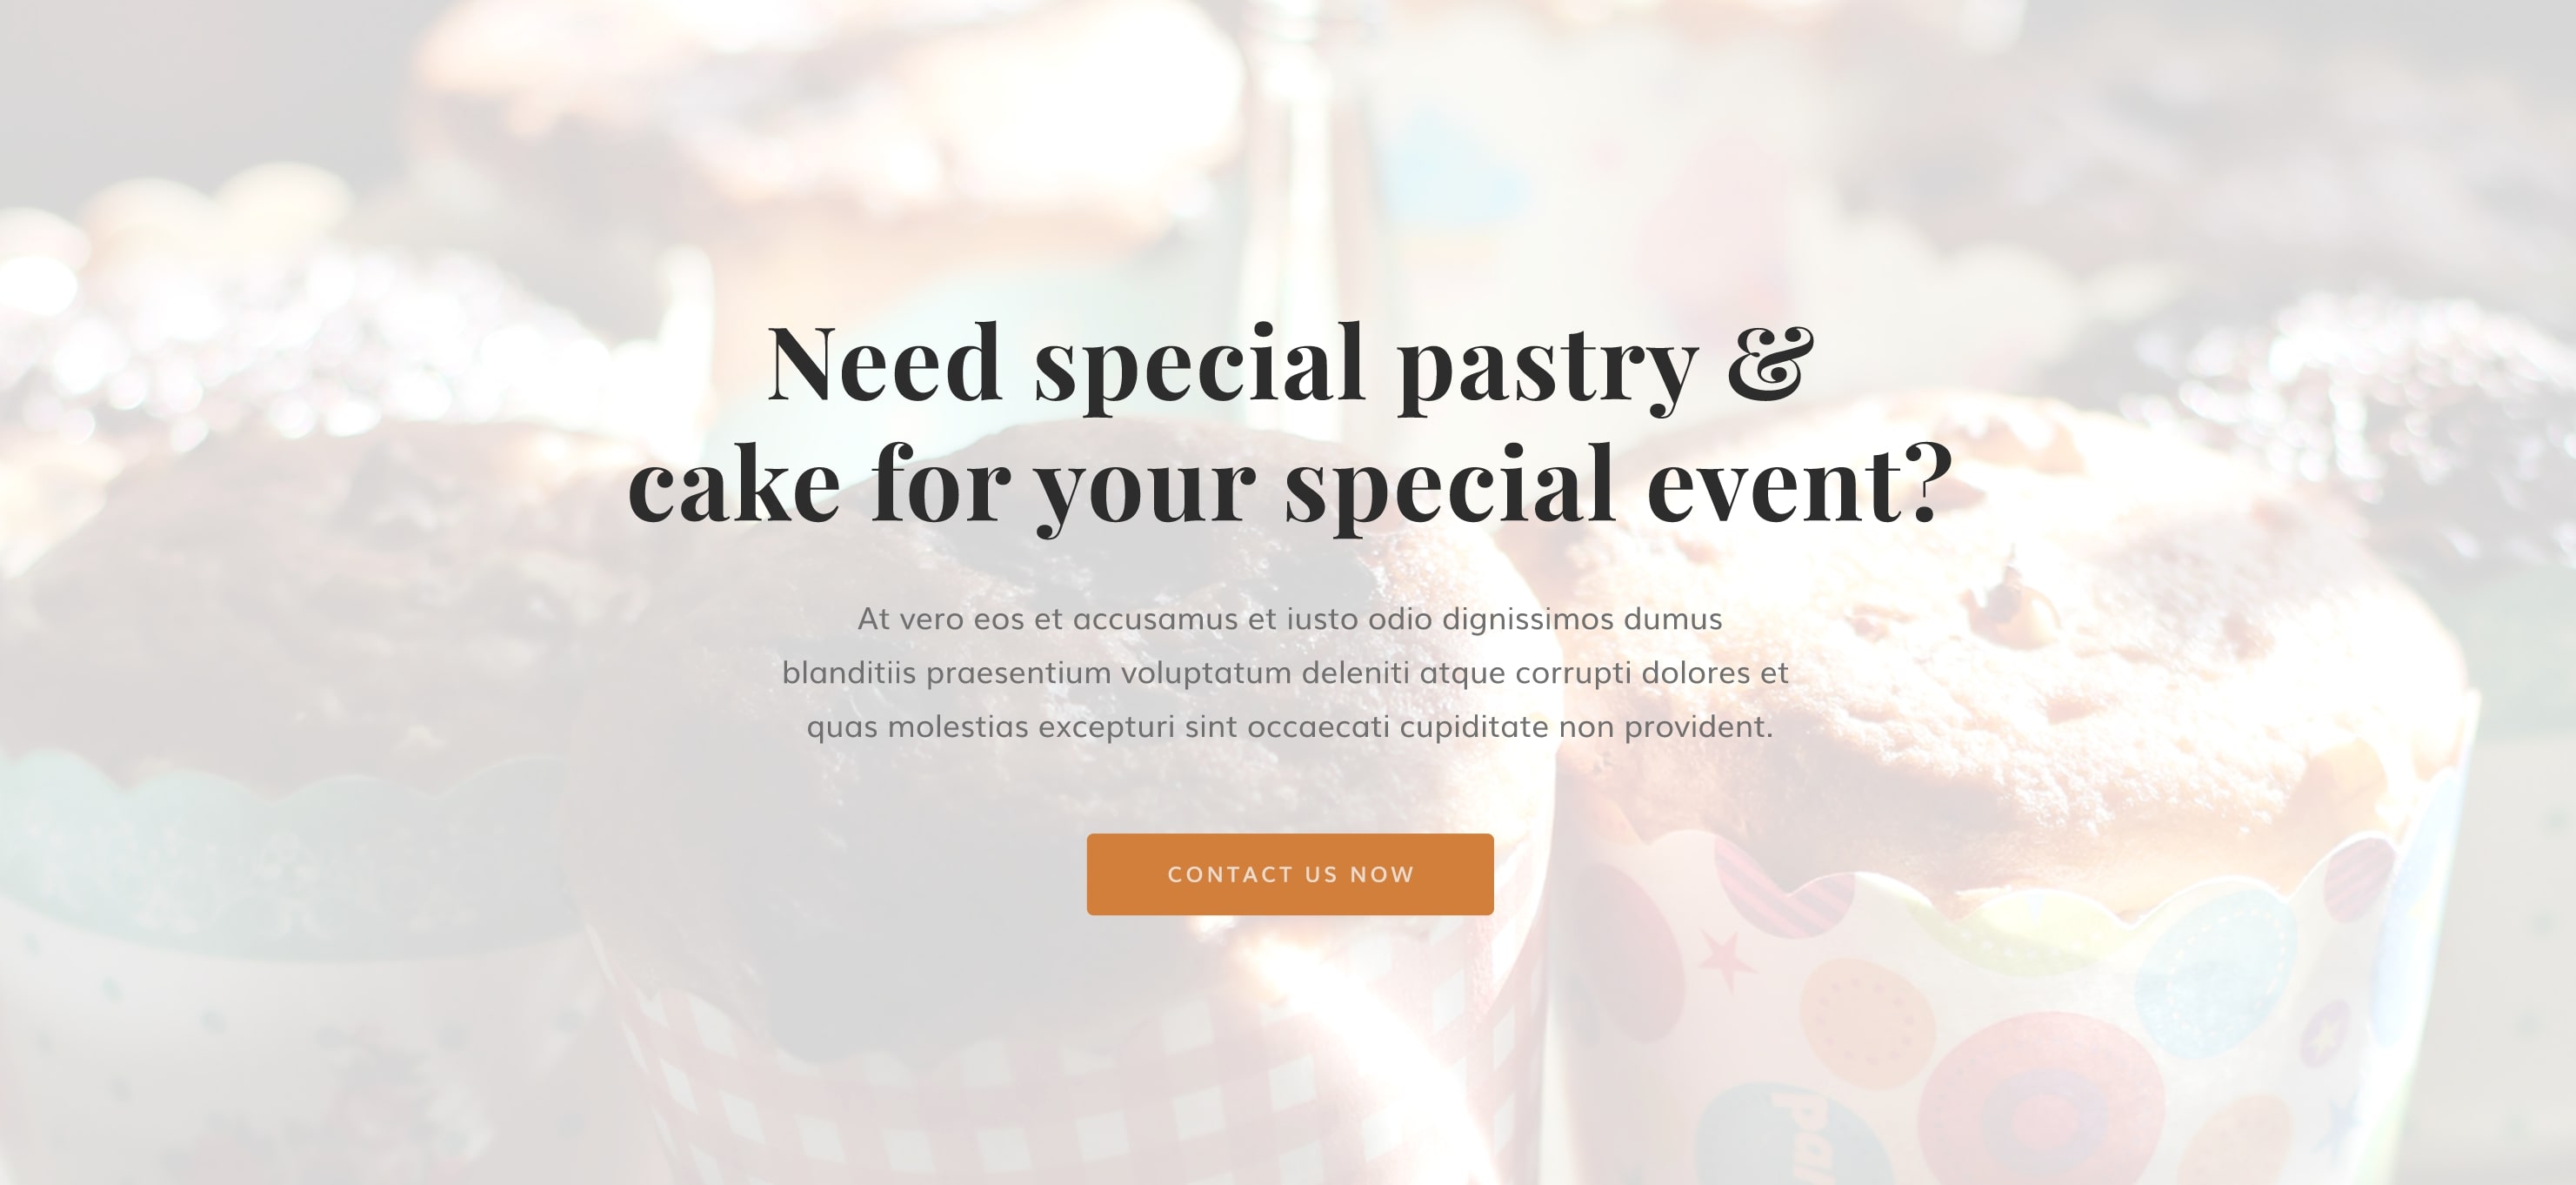 Need special pastry &
cake for your special event?
At vero eos et accusamus et iusto odio dignissimos dumus
blanditiis praesentium voluptatum deleniti atque corrupti dolores et
quas molestias excepturi sint occaecati cupiditate non provident.
CONTACT US NOW